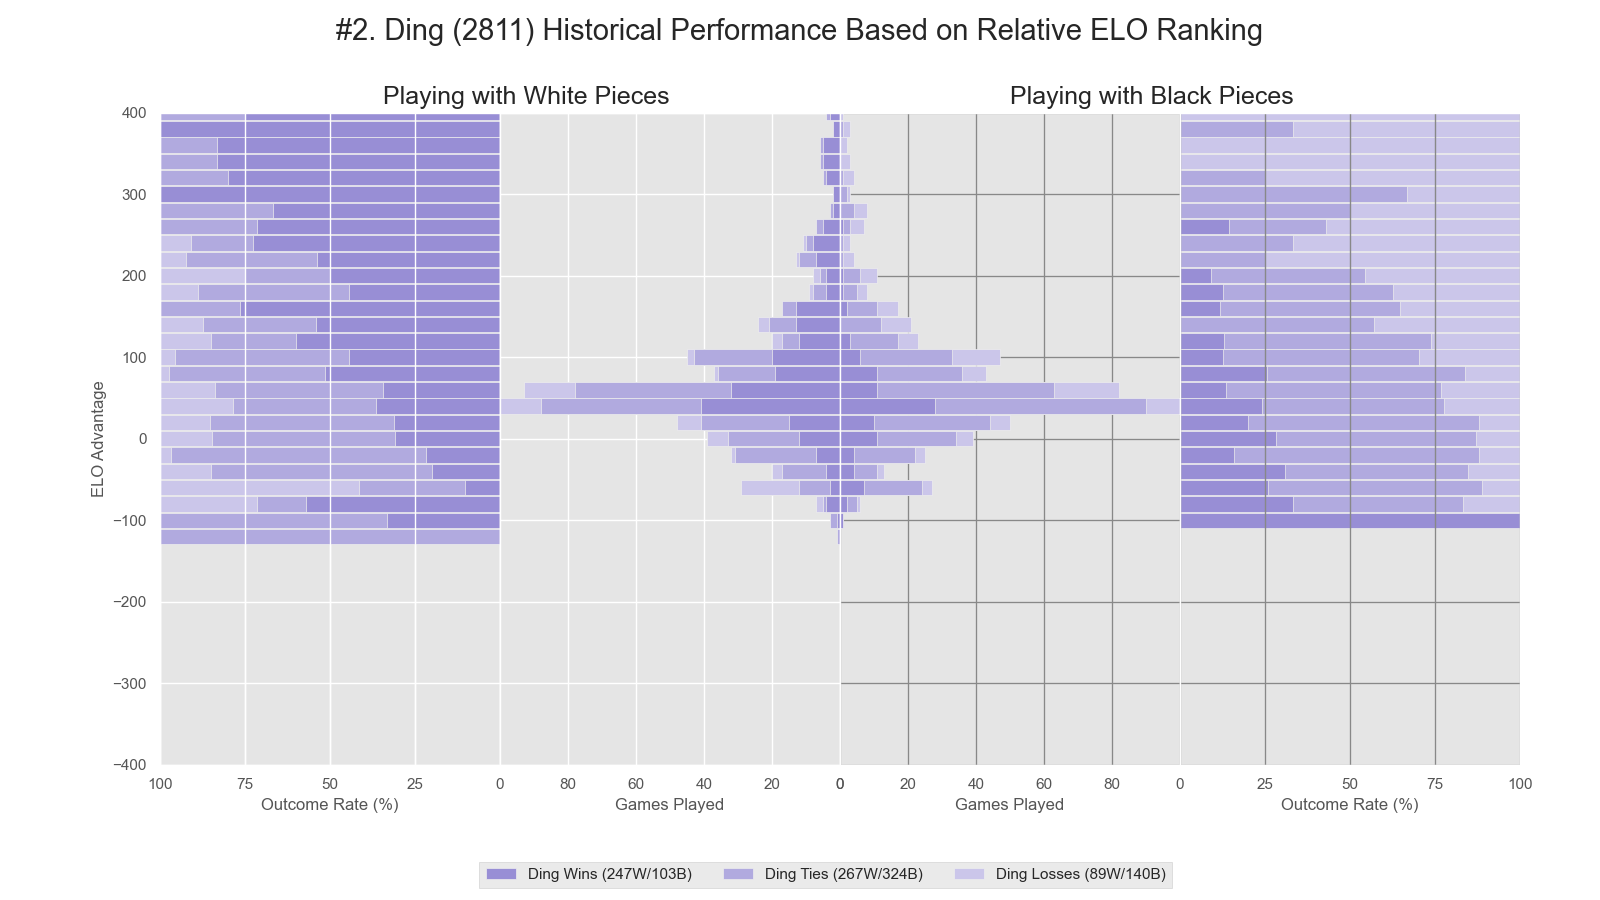 #2. Ding (2811) Historical Performance Based on Relative ELO Ranking
Playing with White Pieces
Playing with Black Pieces
ELO Advantage
400
300
200
100
0
−100
−200
−300
−400
100 75 50 25 0 80 60 40 20 0 0 20 40 60 80 0 25 50 75 100
Outcome Rate (%)
Games Played
Games Played
Outcome Rate (%)
Ding Wins (247W/103B)
Ding Ties (267W/324B)
Ding Losses (89W/140B)